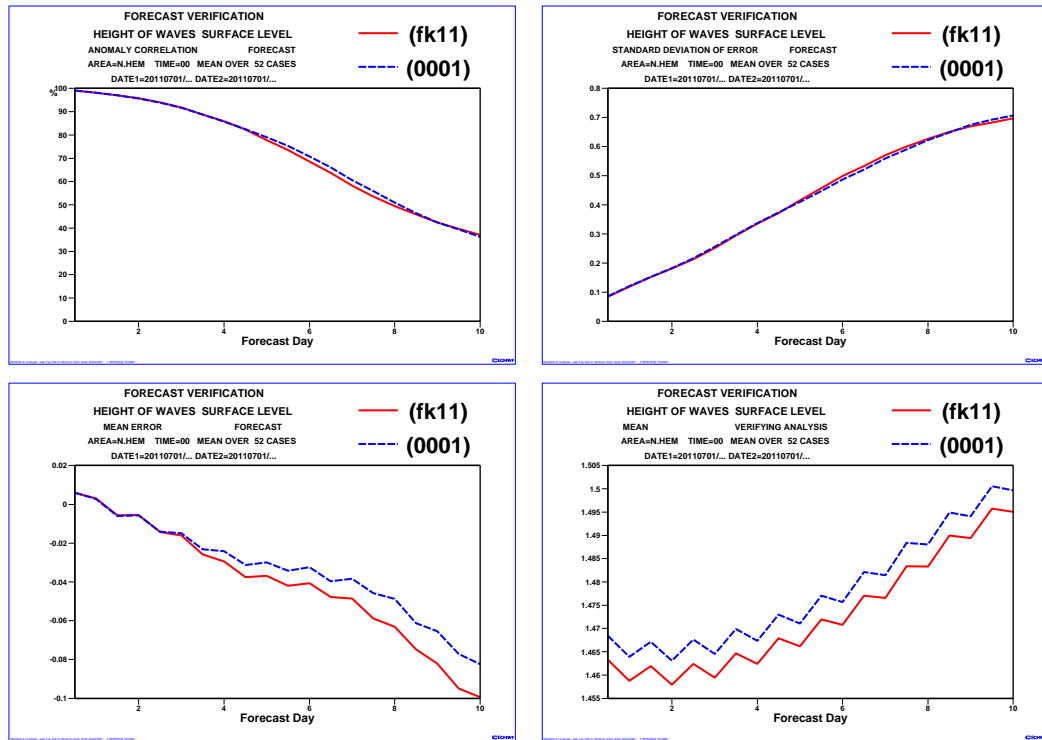 FORECAST VERIFICATION
HEIGHT OF WAVES SURFACE LEVEL
ANOMALY CORRELATION FORECAST
AREA=N.HEM TIME=00 MEAN OVER 52 CASES
DATE1=20110701/... DATE2=20110701/...
(fk11)
(0001)
%
100
90
80
70
60
50
40
30
20
10
0
2 4 6 8 10
Forecast Day
ECMWF
FORECAST VERIFICATION
HEIGHT OF WAVES SURFACE LEVEL
STANDARD DEVIATION OF ERROR FORECAST
AREA=N.HEM TIME=00 MEAN OVER 52 CASES
DATE1=20110701/... DATE2=20110701/...
(fk11)
(0001)
0.8
0.7
0.6
0.5
0.4
0.3
0.2
0.1
0
2 4 6 8 10
Forecast Day
ECMWF
FORECAST VERIFICATION
HEIGHT OF WAVES SURFACE LEVEL
MEAN ERROR FORECAST
AREA=N.HEM TIME=00 MEAN OVER 52 CASES
DATE1=20110701/... DATE2=20110701/...
(fk11)
(0001)
0.02
0
-0.02
-0.04
-0.06
-0.08
-0.1
2 4 6 8 10
Forecast Day
ECMWF
FORECAST VERIFICATION
HEIGHT OF WAVES SURFACE LEVEL
MEAN VERIFYING ANALYSIS
AREA=N.HEM TIME=00 MEAN OVER 52 CASES
DATE1=20110701/... DATE2=20110701/...
(fk11)
(0001)
1.505
1.5
1.495
1.49
1.485
1.48
1.475
1.47
1.465
1.46
1.455
2 4 6 8 10
Forecast Day
ECMWF